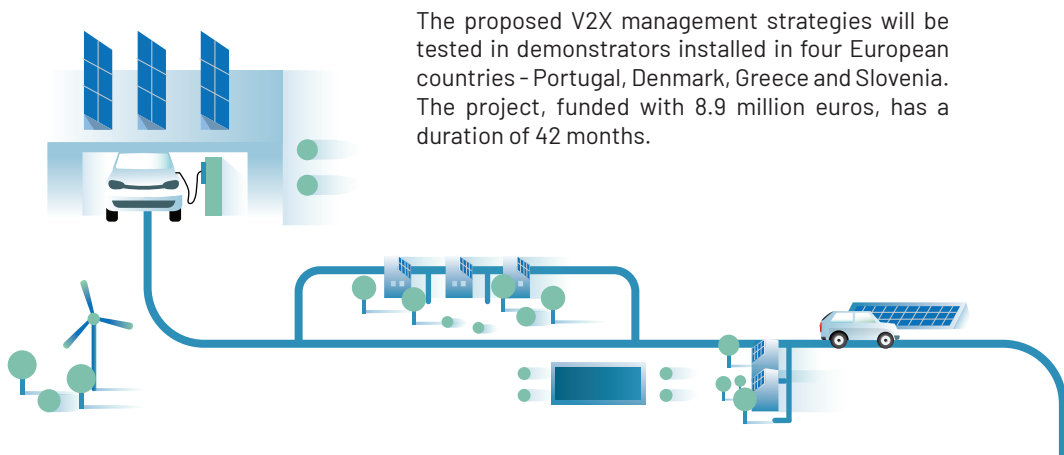 The proposed V2X management strategies will be
tested in demonstrators installed in four European
countries - Portugal, Denmark, Greece and Slovenia.
The project, funded with 8.9 million euros, has a
duration of 42 months.